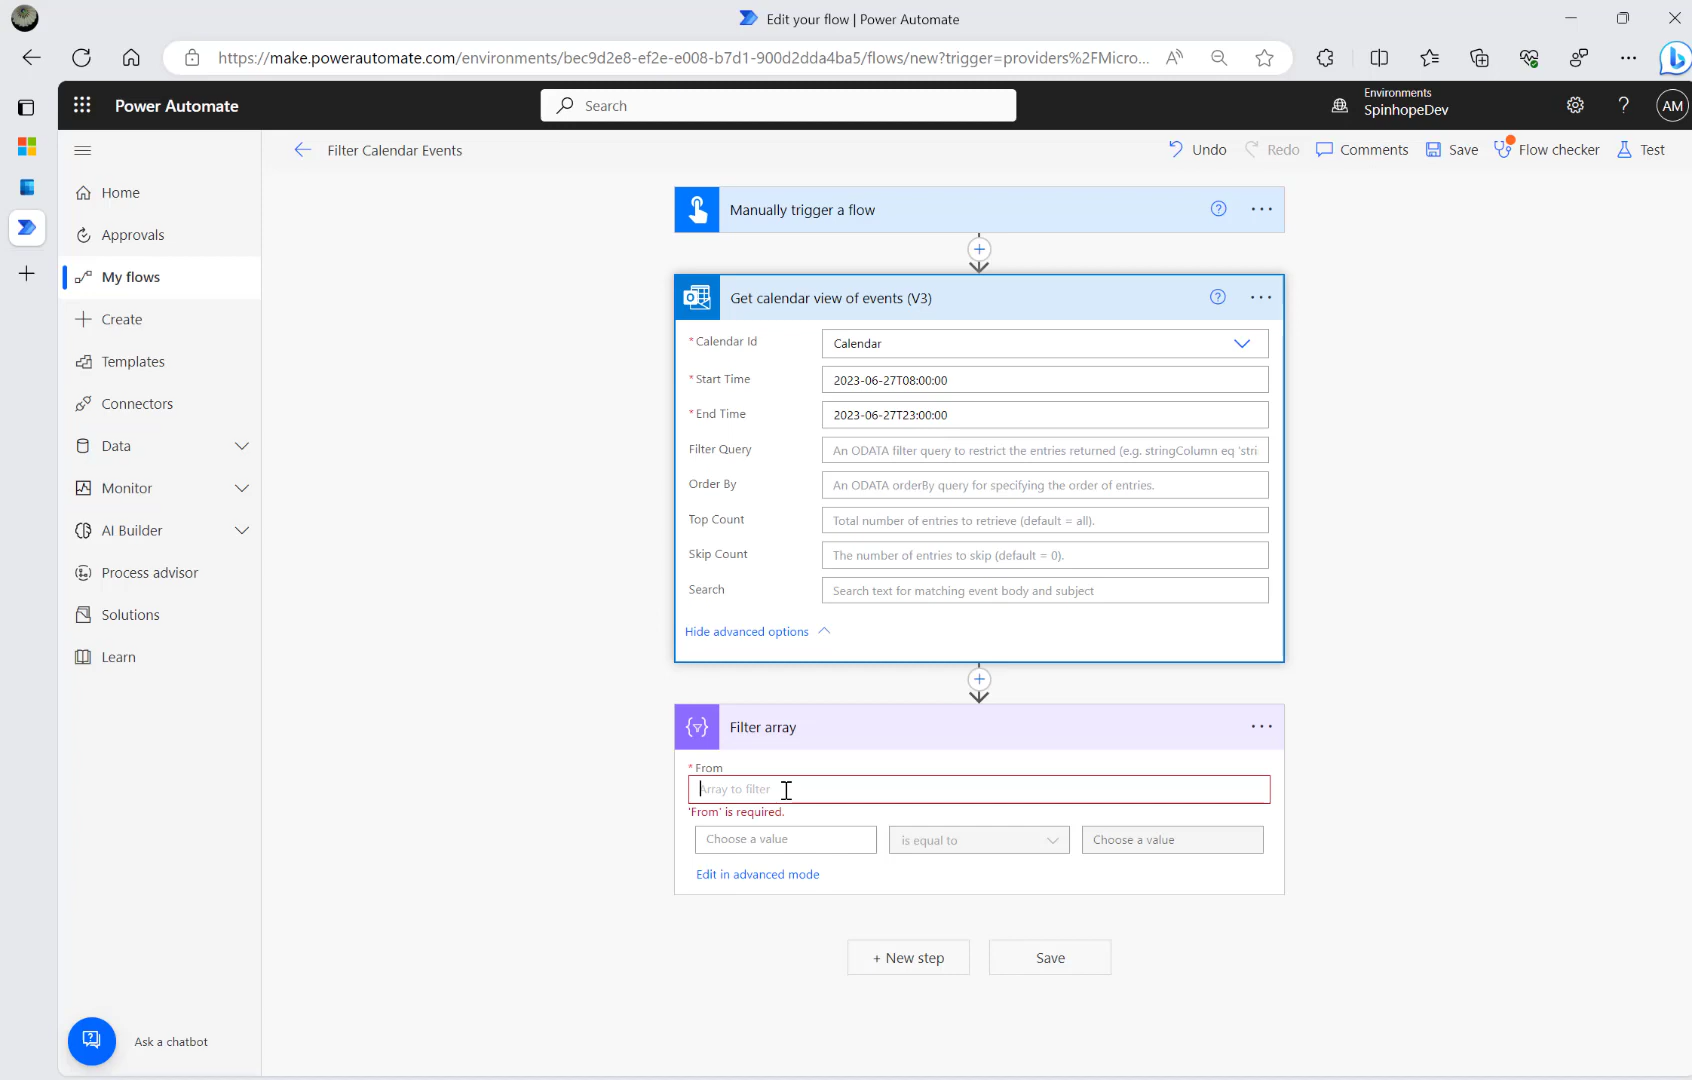 Edit your flow | Power Automate
https://make.powerautomate.com/environments/bec9d2e8-ef2e-e008-b7d1-900d2dda4ba5/flows/new?trigger=providers%2FMicro...
Power Automate
Search
Environments
SpinhopeDev
AM
Filter Calendar Events
Undo
Redo
Comments
Save
Flow checker
Test
Home
Approvals
My flows
Create
Templates
Connectors
Data
Monitor
AI Builder
Process advisor
Solutions
Learn
Ask a chatbot
Manually trigger a flow
Get calendar view of events (V3)
* Calendar Id
Calendar
* Start Time
2023-06-27T08:00:00
* End Time
2023-06-27T23:00:00
Filter Query
An ODATA filter query to restrict the entries returned (e.g. stringColumn eq 'stri
Order By
An ODATA orderBy query for specifying the order of entries.
Top Count
Total number of entries to retrieve (default = all).
Skip Count
The number of entries to skip (default = 0).
Search
Search text for matching event body and subject
Hide advanced options
Filter array
* From
Array to filter
'From' is required.
Choose a value
is equal to
Choose a value
Edit in advanced mode
+ New step
Save